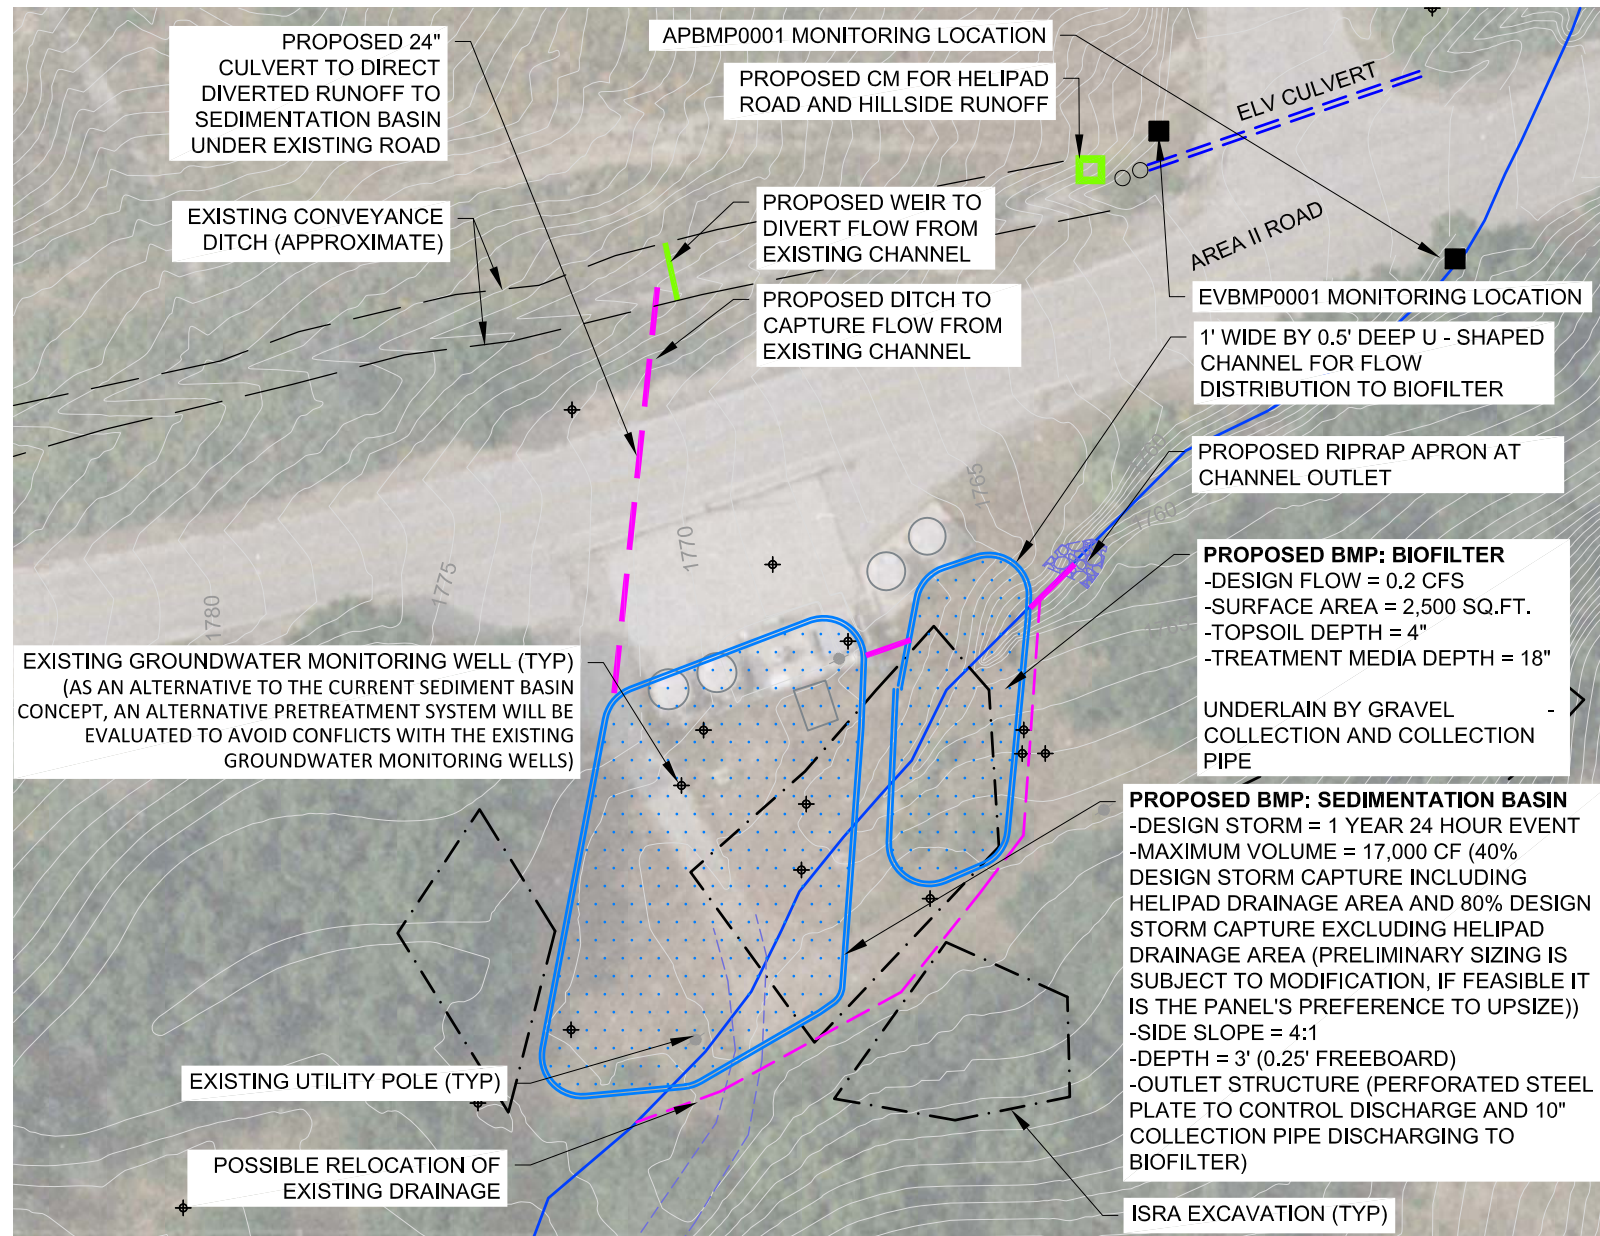 PROPOSED 24"
CULVERT TO DIRECT
DIVERTED RUNOFF TO
SEDIMENTATION BASIN
UNDER EXISTING ROAD
APBMP0001 MONITORING LOCATION
PROPOSED CM FOR HELIPAD
ROAD AND HILLSIDE RUNOFF
ELV CULVERT
EXISTING CONVEYANCE
DITCH (APPROXIMATE)
PROPOSED WEIR TO
DIVERT FLOW FROM
EXISTING CHANNEL
AREA II ROAD
PROPOSED DITCH TO
CAPTURE FLOW FROM
EXISTING CHANNEL
EVBMP0001 MONITORING LOCATION
1' WIDE BY 0.5' DEEP U - SHAPED
CHANNEL FOR FLOW
DISTRIBUTION TO BIOFILTER
PROPOSED RIPRAP APRON AT
CHANNEL OUTLET
1765
1760
1770
1775
1780
PROPOSED BMP: BIOFILTER
-DESIGN FLOW = 0.2 CFS
-SURFACE AREA = 2,500 SQ.FT.
-TOPSOIL DEPTH = 4"
-TREATMENT MEDIA DEPTH = 18"
UNDERLAIN BY GRAVEL -
COLLECTION AND COLLECTION
PIPE
EXISTING GROUNDWATER MONITORING WELL (TYP)
(AS AN ALTERNATIVE TO THE CURRENT SEDIMENT BASIN
CONCEPT, AN ALTERNATIVE PRETREATMENT SYSTEM WILL BE
EVALUATED TO AVOID CONFLICTS WITH THE EXISTING
GROUNDWATER MONITORING WELLS)
PROPOSED BMP: SEDIMENTATION BASIN
-DESIGN STORM = 1 YEAR 24 HOUR EVENT
-MAXIMUM VOLUME = 17,000 CF (40%
DESIGN STORM CAPTURE INCLUDING
HELIPAD DRAINAGE AREA AND 80% DESIGN
STORM CAPTURE EXCLUDING HELIPAD
DRAINAGE AREA (PRELIMINARY SIZING IS
SUBJECT TO MODIFICATION, IF FEASIBLE IT
IS THE PANEL'S PREFERENCE TO UPSIZE))
-SIDE SLOPE = 4:1
-DEPTH = 3' (0.25' FREEBOARD)
-OUTLET STRUCTURE (PERFORATED STEEL
PLATE TO CONTROL DISCHARGE AND 10"
COLLECTION PIPE DISCHARGING TO
BIOFILTER)
EXISTING UTILITY POLE (TYP)
POSSIBLE RELOCATION OF
EXISTING DRAINAGE
ISRA EXCAVATION (TYP)